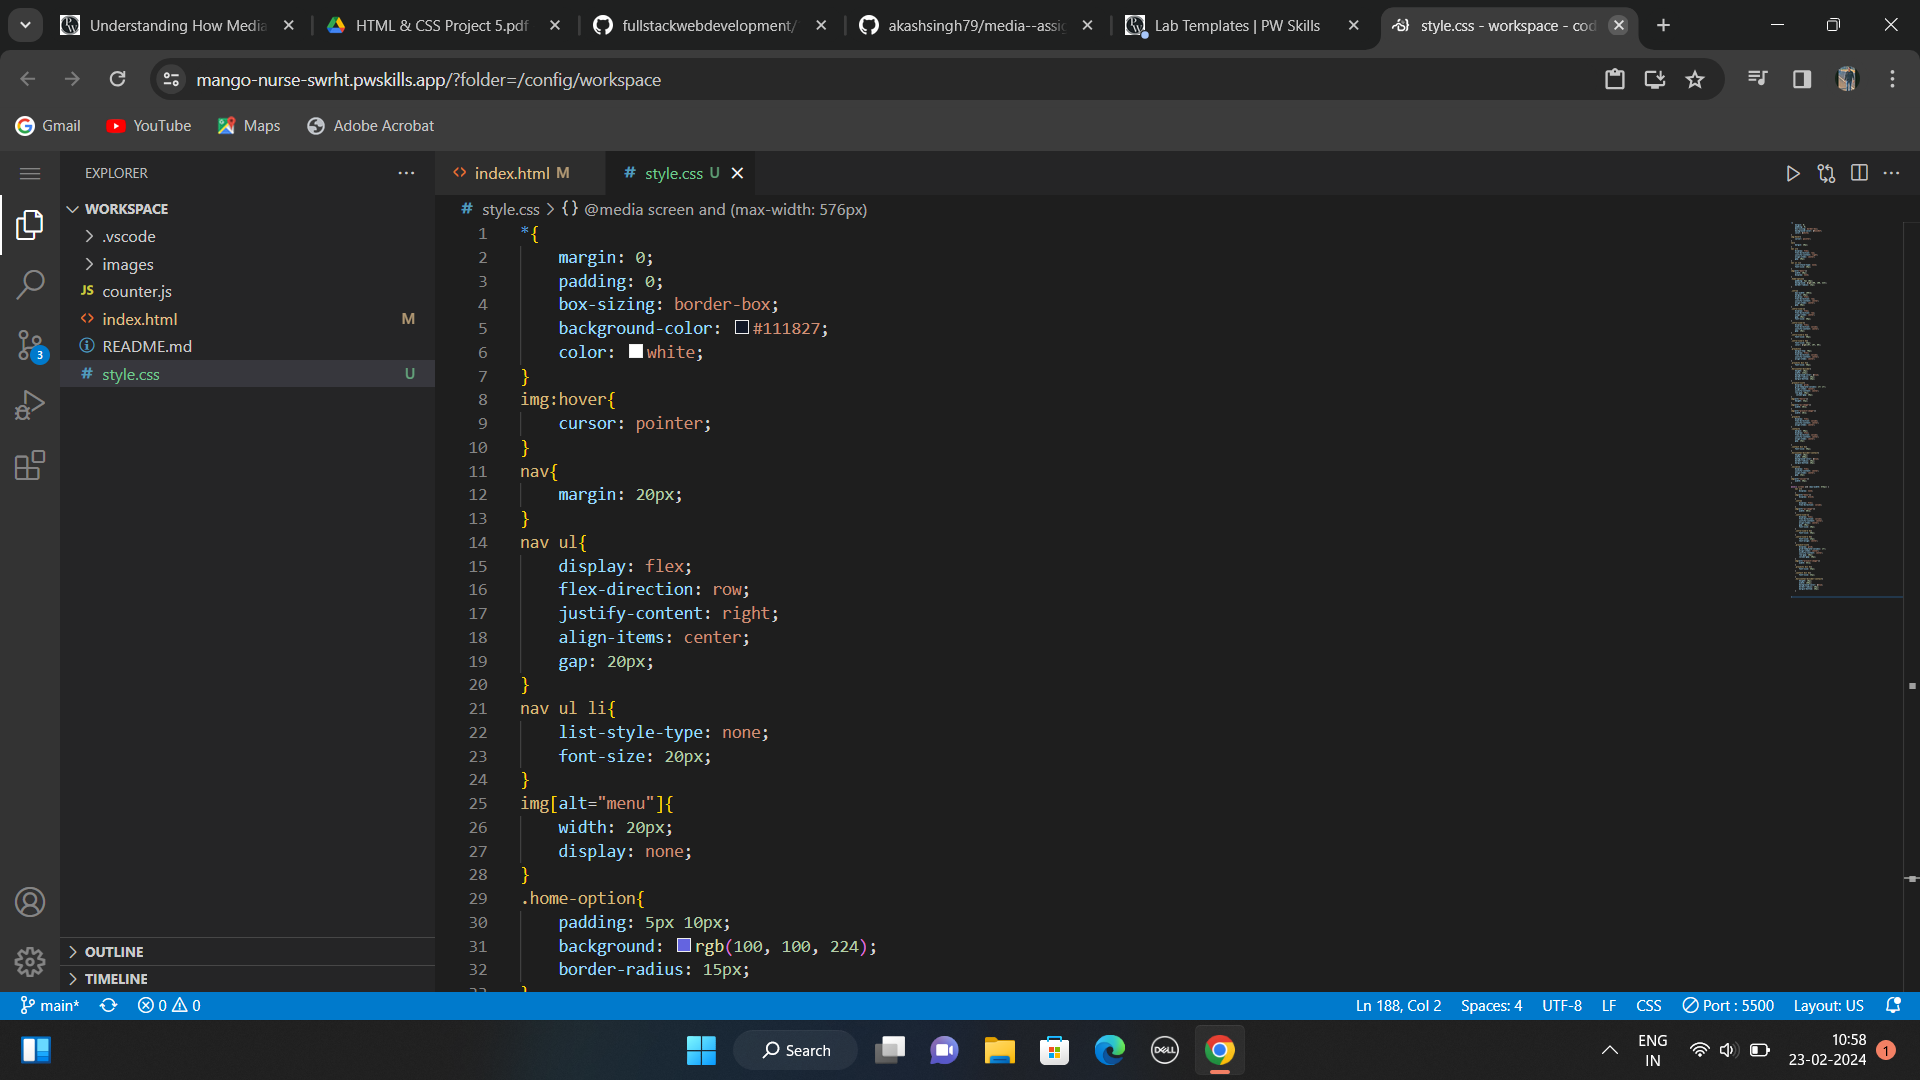 Understanding How Media
HTML & CSS Project 5.pdf
fullstackwebdevelopment/
akashsingh79/media--assig
Lab Templates | PW Skills
style.css - workspace - cod
mango-nurse-swrht.pwskills.app/?folder=/config/workspace
Gmail
YouTube
Maps
Adobe Acrobat
EXPLORER
index.html M
# style.css U
WORKSPACE
# style.css > {} @media screen and (max-width: 576px)
.vscode
images
JS counter.js
<> index.html M
README.md
# style.css U
3
1 *{
2 margin: 0;
3 padding: 0;
4 box-sizing: border-box;
5 background-color: #111827;
6 color: white;
7 }
8 img:hover{
9 cursor: pointer;
10 }
11 nav{
12 margin: 20px;
13 }
14 nav ul{
15 display: flex;
16 flex-direction: row;
17 justify-content: right;
18 align-items: center;
19 gap: 20px;
20 }
21 nav ul li{
22 list-style-type: none;
23 font-size: 20px;
24 }
25 img[alt="menu"]{
26 width: 20px;
27 display: none;
28 }
29 .home-option{
30 padding: 5px 10px;
31 background: rgb(100, 100, 224);
32 border-radius: 15px;
OUTLINE
TIMELINE
main* 0 0
Ln 188, Col 2 Spaces: 4 UTF-8 LF CSS Port : 5500 Layout: US
Search
DELL
ENG
IN
10:58
23-02-2024
1